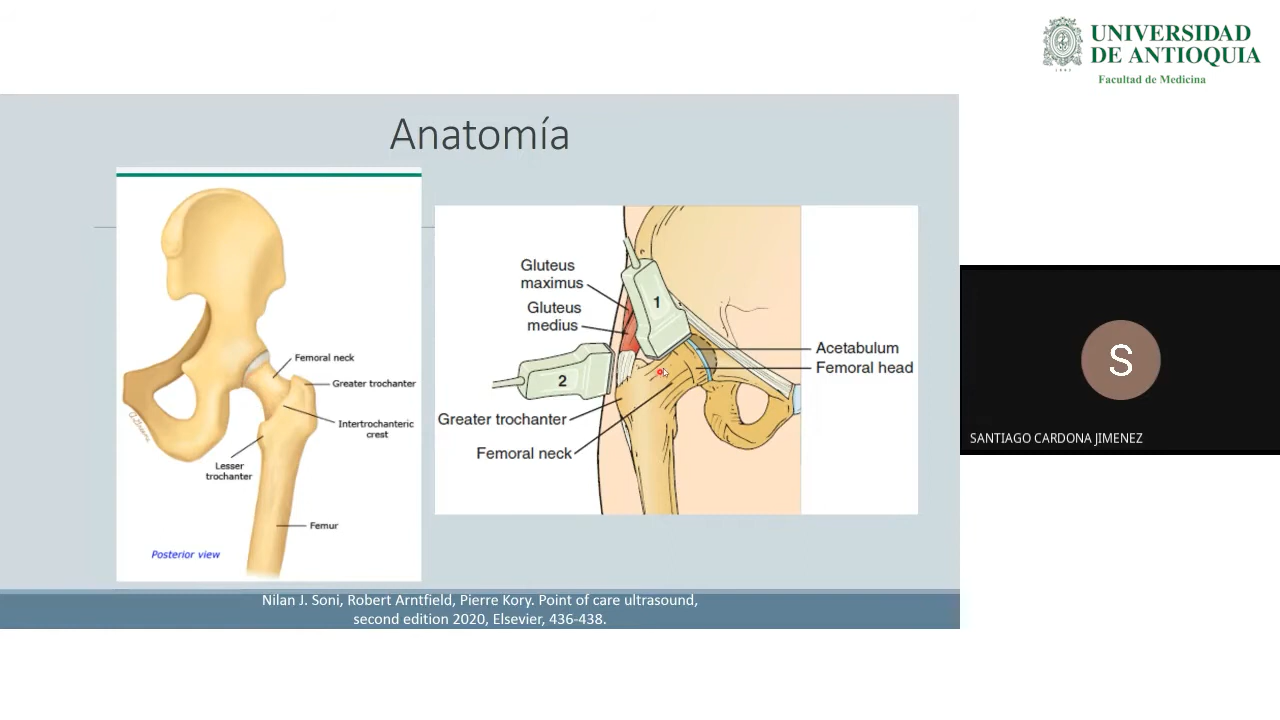 UNIVERSIDAD
DE ANTIOQUIA
Facultad de Medicina
Anatomía
Femoral neck
Greater trochanter
Intertrochanteric
crest
Lesser
trochanter
Femur
Posterior view
Gluteus
maximus
Gluteus
medius
1
2
Acetabulum
Femoral head
Greater trochanter
Femoral neck
S
SANTIAGO CARDONA JIMENEZ
Nilan J. Soni, Robert Arntfield, Pierre Kory. Point of care ultrasound,
second edition 2020, Elsevier, 436-438.